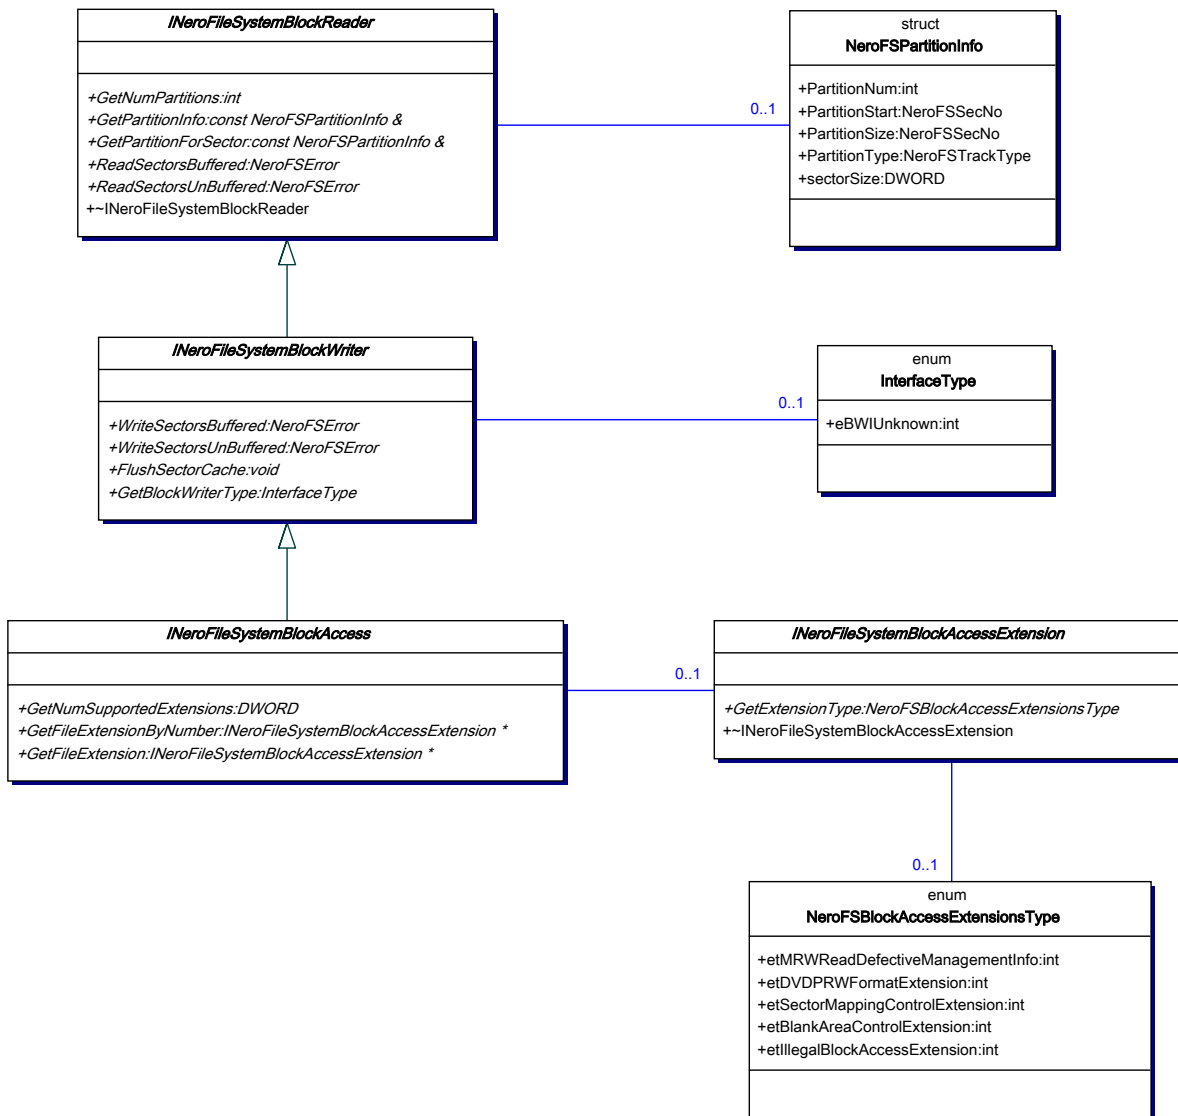 INeroFileSystemBlockReader
+GetNumPartitions:int
+GetPartitionInfo:const NeroFSPartitionInfo &
+GetPartitionForSector:const NeroFSPartitionInfo &
+ReadSectorsBuffered:NeroFSError
+ReadSectorsUnBuffered:NeroFSError
+~INeroFileSystemBlockReader
0..1
struct
NeroFSPartitionInfo
+PartitionNum:int
+PartitionStart:NeroFSSecNo
+PartitionSize:NeroFSSecNo
+PartitionType:NeroFSTrackType
+sectorSize:DWORD
INeroFileSystemBlockWriter
+WriteSectorsBuffered:NeroFSError
+WriteSectorsUnBuffered:NeroFSError
+FlushSectorCache:void
+GetBlockWriterType:InterfaceType
0..1
enum
InterfaceType
+eBWIUnknown:int
INeroFileSystemBlockAccess
+GetNumSupportedExtensions:DWORD
+GetFileExtensionByNumber:INeroFileSystemBlockAccessExtension *
+GetFileExtension:INeroFileSystemBlockAccessExtension *
0..1
INeroFileSystemBlockAccessExtension
+GetExtensionType:NeroFSBlockAccessExtensionsType
+~INeroFileSystemBlockAccessExtension
0..1
enum
NeroFSBlockAccessExtensionsType
+etMRWReadDefectiveManagementInfo:int
+etDVDPRWFormatExtension:int
+etSectorMappingControlExtension:int
+etBlankAreaControlExtension:int
+etIllegalBlockAccessExtension:int